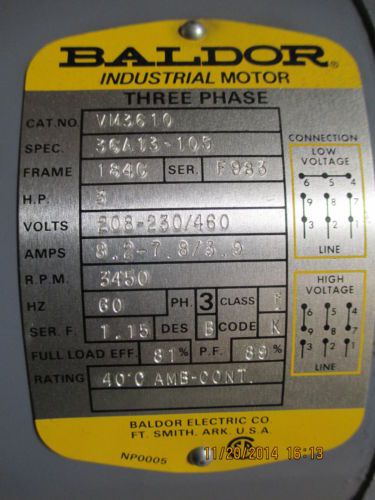 BALDOR®
INDUSTRIAL MOTOR
THREE PHASE
CAT.NO. VM3610
SPEC. 36A13-105
FRAME 184C SER. F983
H.P. 3
VOLTS 208-230/460
AMPS 8.2-7.8/3.9
R.P.M. 3450
HZ 60 PH. 3 CLASS
SER. F. 1.15 DES B CODE K
FULL LOAD EFF. 81 % P.F. 89 %
RATING 40°C AMB-CONT.
CONNECTION
LOW
VOLTAGE
6 5 4
9 8 7
3 2 1
LINE
HIGH
VOLTAGE
6 5 4
9 8 7
3 2 1
LINE
BALDOR ELECTRIC CO.
FT. SMITH, ARK. U.S.A.
NP0005
11/20/2014 16:13